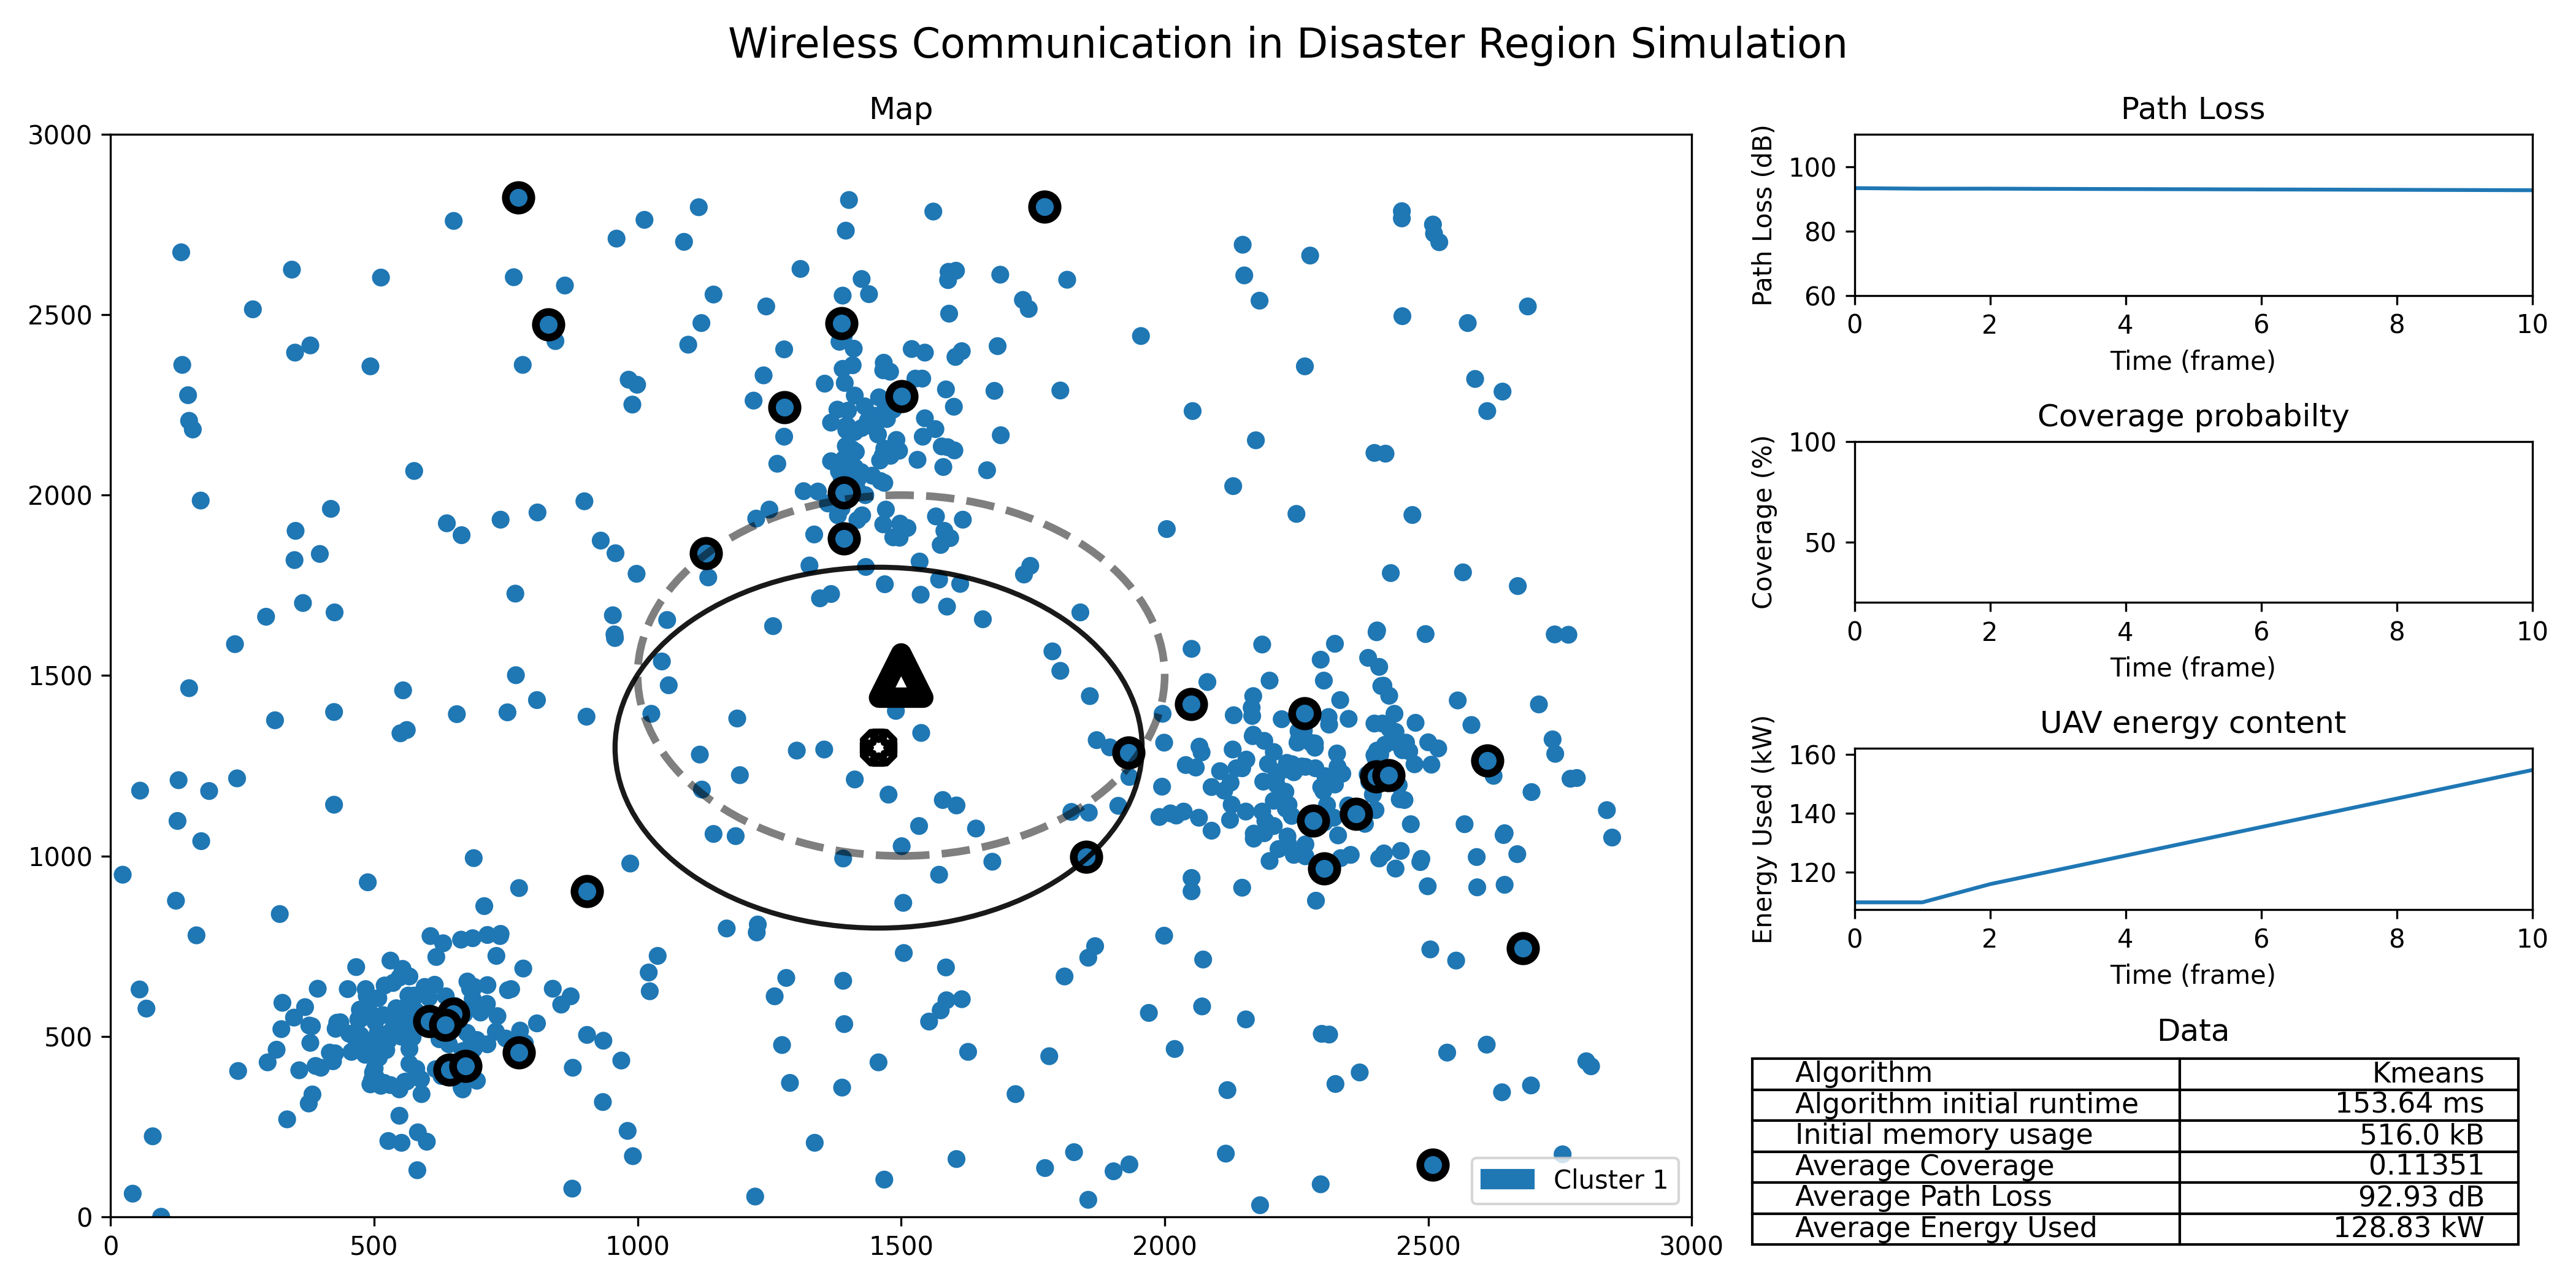 Wireless Communication in Disaster Region Simulation
Map
3000
2500
2000
1500
1000
500
0
0 500 1000 1500 2000 2500 3000
Cluster 1
Path Loss
Path Loss (dB)
100
80
60
0 2 4 6 8 10
Time (frame)
Coverage probabilty
Coverage (%)
100
50
0 2 4 6 8 10
Time (frame)
UAV energy content
Energy Used (kW)
160
140
120
0 2 4 6 8 10
Time (frame)
Data
Algorithm Kmeans
Algorithm initial runtime 153.64 ms
Initial memory usage 516.0 kB
Average Coverage 0.11351
Average Path Loss 92.93 dB
Average Energy Used 128.83 kW